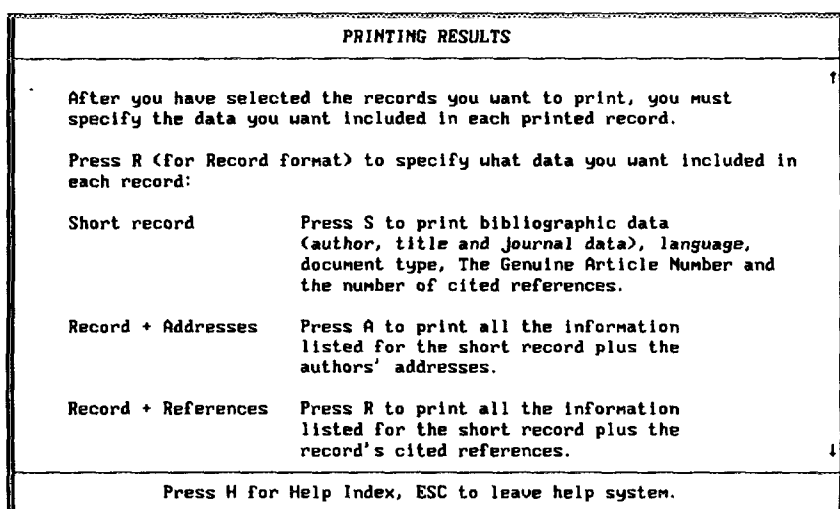 PRINTING RESULTS
↑
After you have selected the records you want to print, you must
specify the data you want included in each printed record.
Press R (for Record format) to specify what data you want included in
each record:
Short record Press S to print bibliographic data
(author, title and journal data), language,
document type, The Genuine Article Number and
the number of cited references.
Record + Addresses Press A to print all the information
listed for the short record plus the
authors' addresses.
Record + References Press R to print all the information
listed for the short record plus the
record's cited references. ↓
Press H for Help Index, ESC to leave help system.